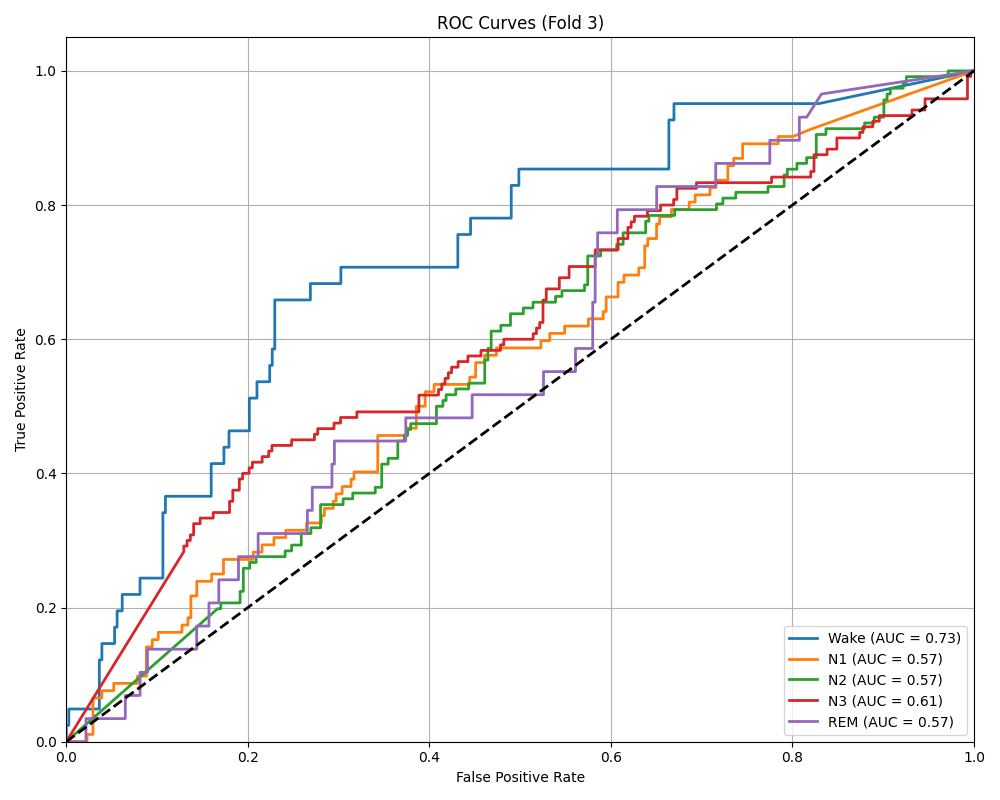 ROC Curves (Fold 3)
True Positive Rate
1.0
0.8
0.6
0.4
0.2
0.0
0.0 0.2 0.4 0.6 0.8 1.0
False Positive Rate
Wake (AUC = 0.73)
N1 (AUC = 0.57)
N2 (AUC = 0.57)
N3 (AUC = 0.61)
REM (AUC = 0.57)